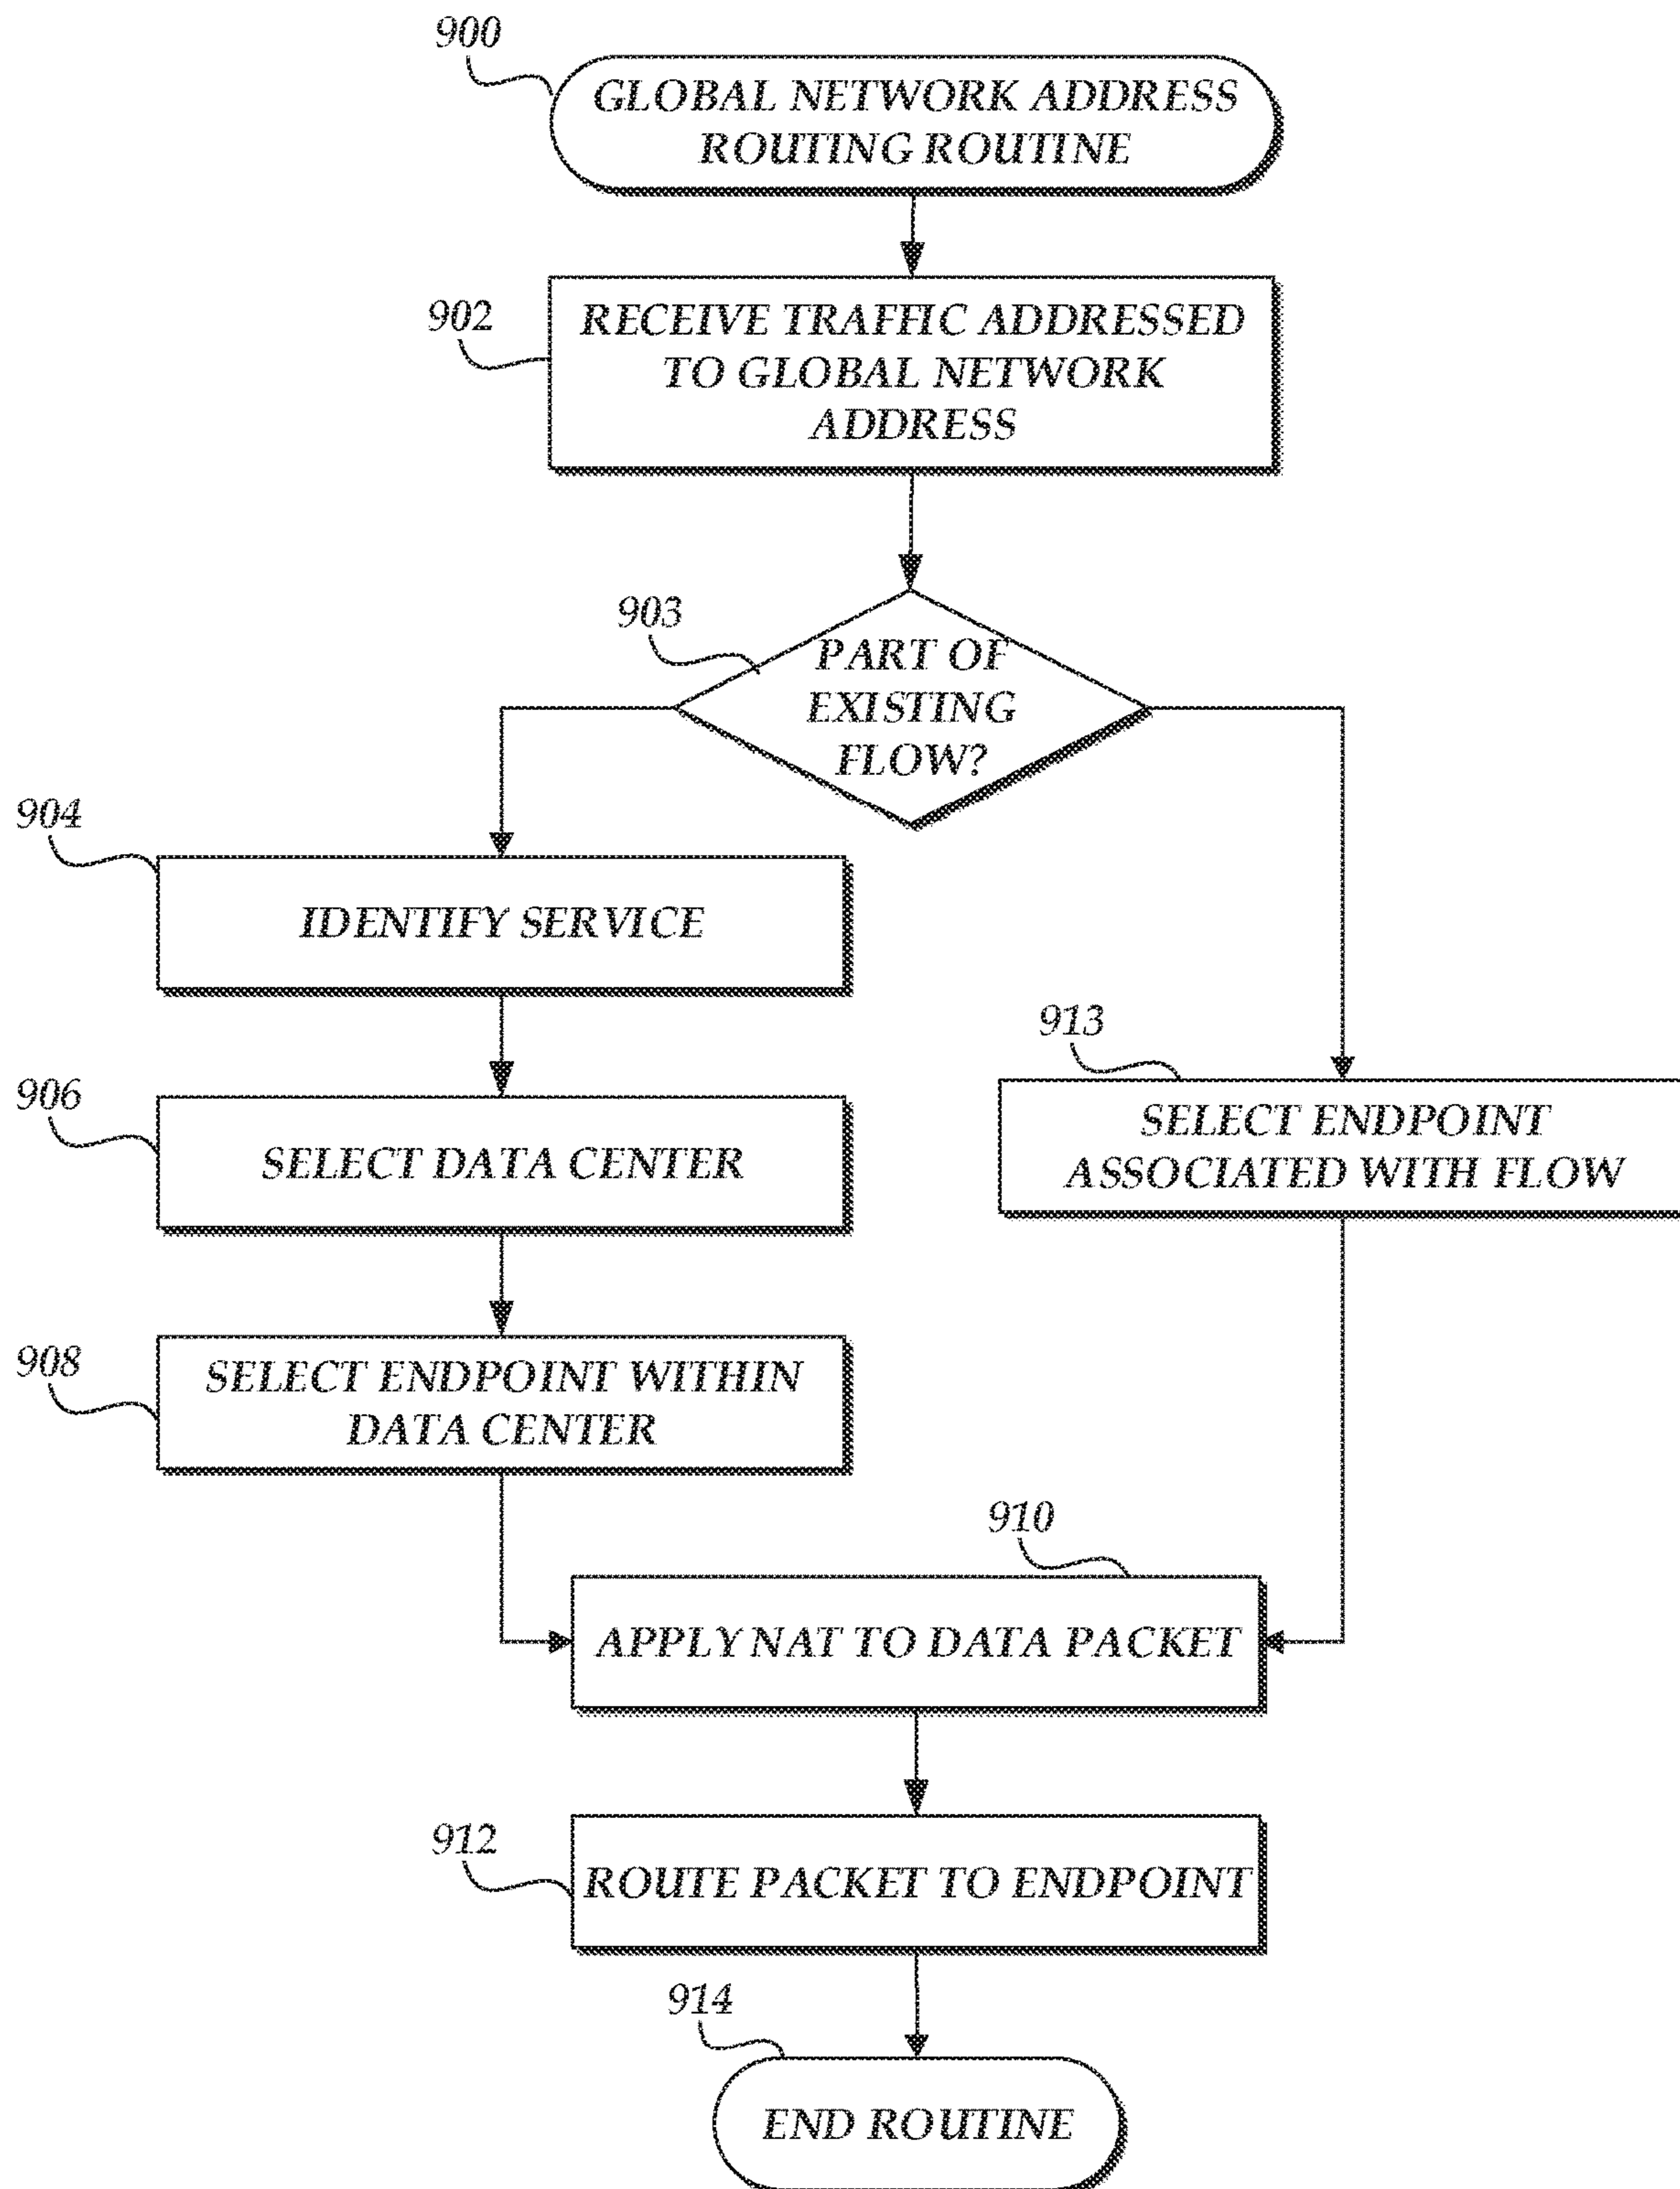 900
GLOBAL NETWORK ADDRESS
ROUTING ROUTINE
902
RECEIVE TRAFFIC ADDRESSED
TO GLOBAL NETWORK
ADDRESS
903
PART OF
EXISTING
FLOW?
904
IDENTIFY SERVICE
913
SELECT ENDPOINT
ASSOCIATED WITH FLOW
906
SELECT DATA CENTER
908
SELECT ENDPOINT WITHIN
DATA CENTER
910
APPLY NAT TO DATA PACKET
912
ROUTE PACKET TO ENDPOINT
914
END ROUTINE